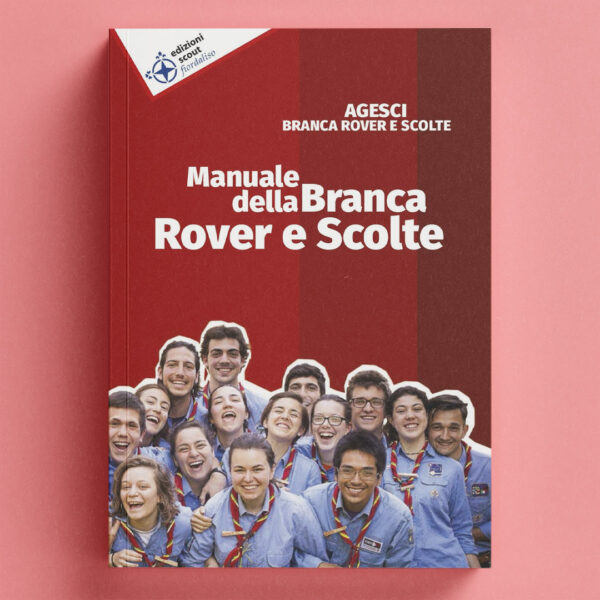 edizioni
scout
fiordaliso
AGESCI
BRANCA ROVER E SCOLTE
Manuale
della Branca
Rover e Scolte